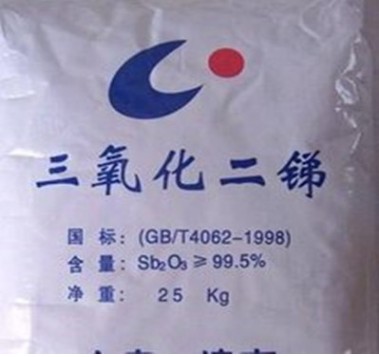 三氧化二锑
国 标: (GB/T4062-1998)
含 量: Sb₂O₃ ≥ 99.5%
净 重: 25 Kg